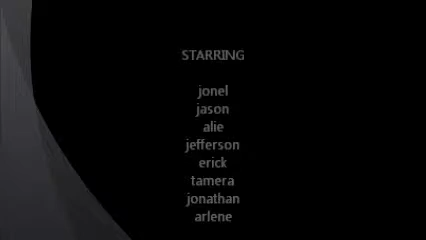 STARRING
jonel
jason
alie
jefferson
erick
tamera
jonathan
arlene